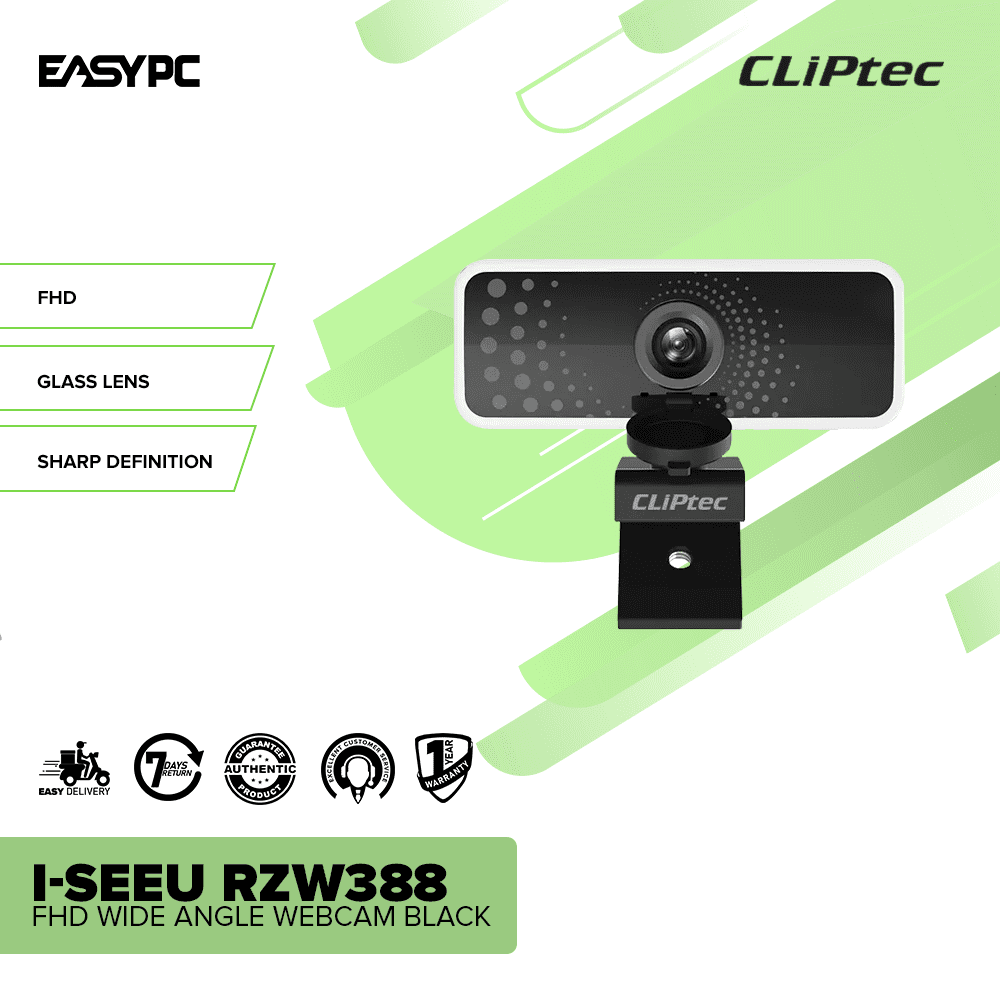 EASYPC
CLiPtec
FHD
GLASS LENS
SHARP DEFINITION
CLiPtec
EASY DELIVERY
7 DAYS
RETURN
GUARANTEE
AUTHENTIC
PRODUCT
EXCELLENT CUSTOMER SERVICE
1 YEAR
WARRANTY
I-SEEU RZW388
FHD WIDE ANGLE WEBCAM BLACK